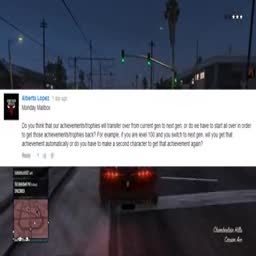 Alberto Lopez 1 day ago
Monday Mailbox
Do you think that our achievements/trophies will transfer over from current gen to next gen, or do we have to start all over in order
to get those achievements/trophies back? For example, if you are level 100 and you switch to next gen, will you get that
achievement automatically or do you have to make a second character to get that achievement again?
Reply
Chamberlain Hills
Carson Ave